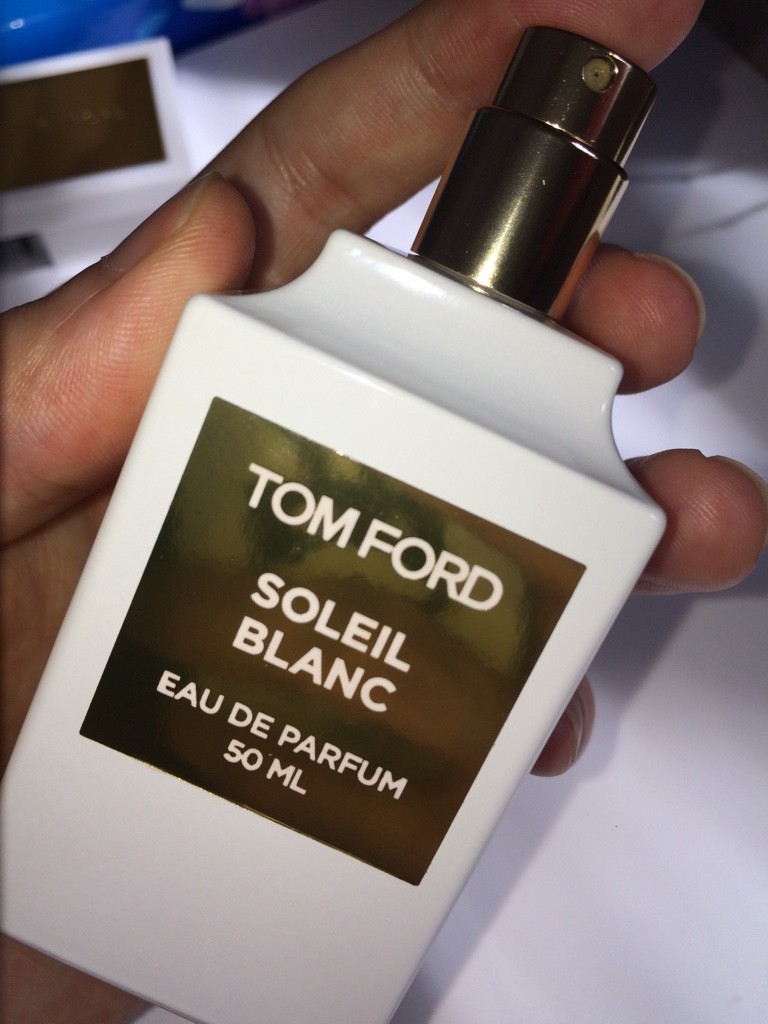 TOM FORD
SOLEIL
BLANC
EAU DE PARFUM
50 ML